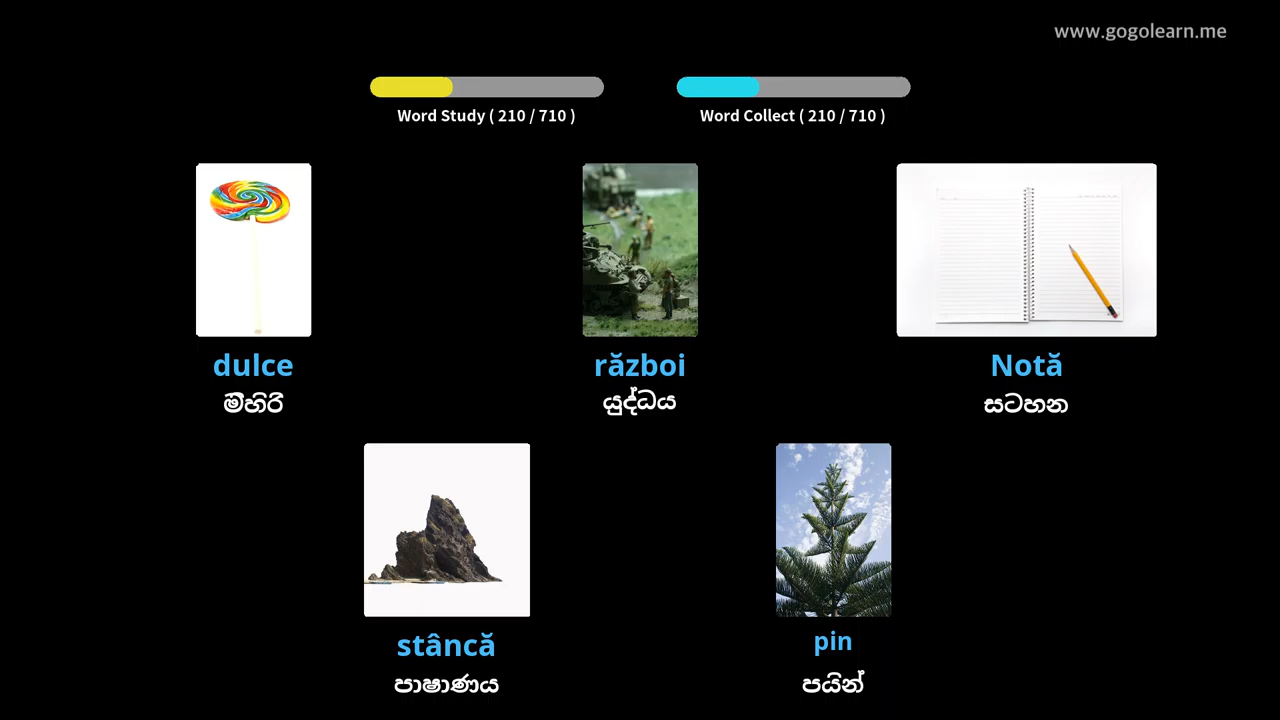 www.gogolearn.me
Word Study ( 210 / 710 )
Word Collect ( 210 / 710 )
dulce
මිහිරි
război
යුද්ධය
Notă
සටහන
stâncă
පාෂාණය
pin
පයින්